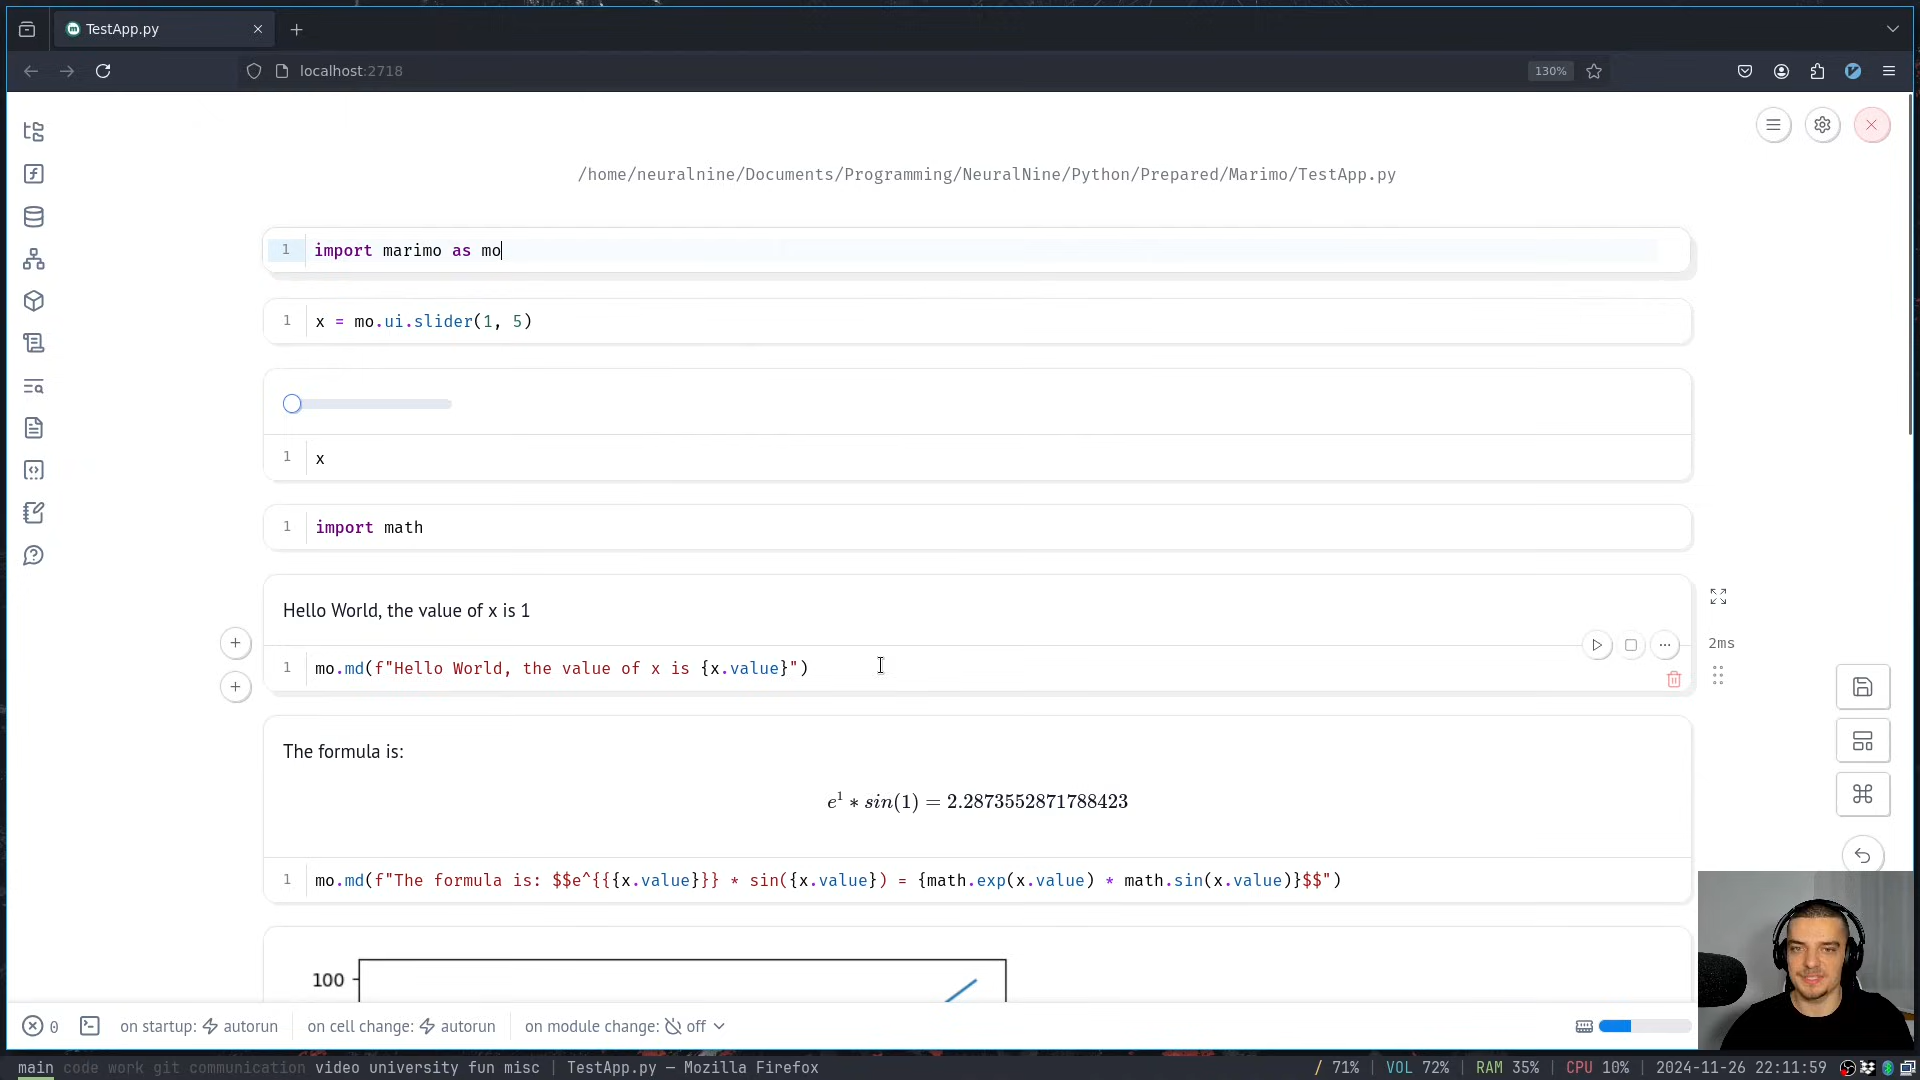 TestApp.py
localhost:2718
130%
/home/neuralnine/Documents/Programming/NeuralNine/Python/Prepared/Marimo/TestApp.py
1 import marimo as mo
1 x = mo.ui.slider(1, 5)
1 x
1 import math
Hello World, the value of x is 1
2ms
1 mo.md(f"Hello World, the value of x is {x.value}")
The formula is:
e^1 * sin(1) = 2.2873552871788423
1 mo.md(f"The formula is: $$e^{{{x.value}}} * sin({x.value}) = {math.exp(x.value) * math.sin(x.value)}$$")
100
0 on startup: autorun on cell change: autorun on module change: off
main code work git communication video university fun misc | TestApp.py — Mozilla Firefox / 71% | VOL 72% | RAM 35% | CPU 10% | 2024-11-26 22:11:59